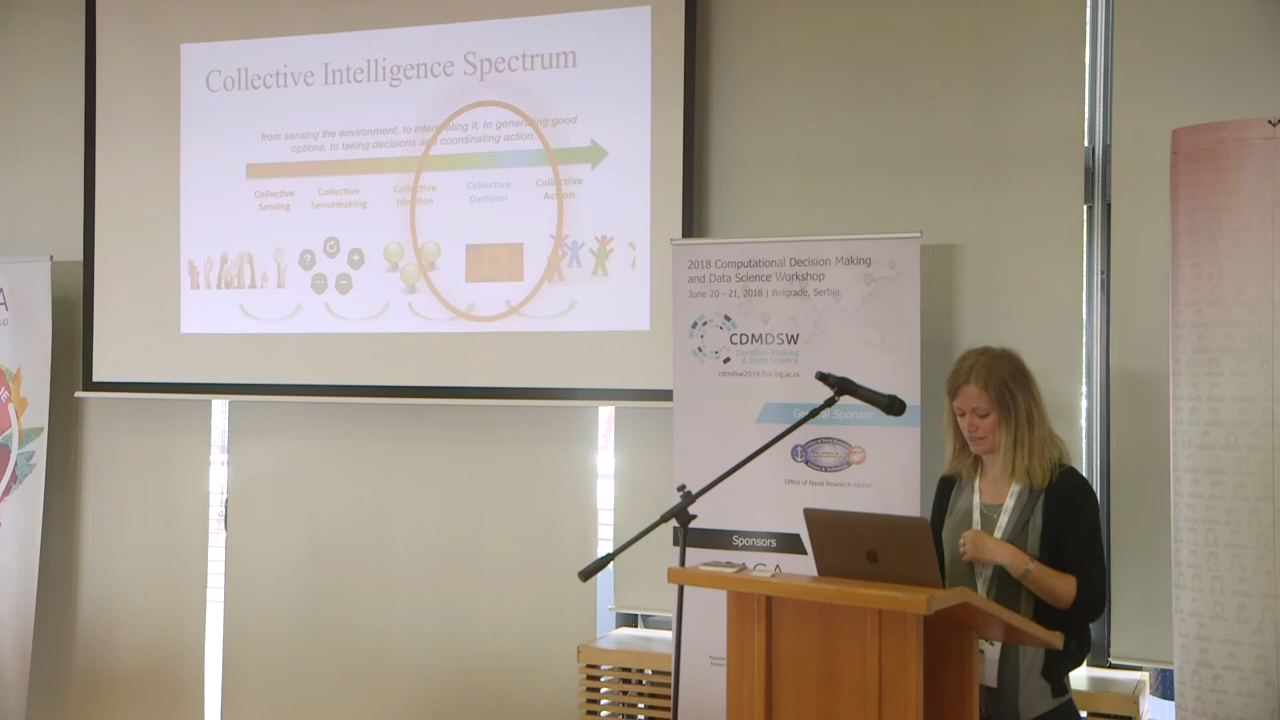 Collective Intelligence Spectrum
from sensing the environment, to interpreting it, to generating good
options, to taking decisions and coordinating action.
Collective
Sensing
Collective
Sensemaking
Collective
Ideation
Collective
Decision
Collective
Action
2018 Computational Decision Making
and Data Science Workshop
June 20 - 21, 2018 | Belgrade, Serbia
CDMDSW
Decision Making
& Data Science
cdmdsw2018.fon.bg.ac.rs
General Sponsor
Office of Naval Research Global
Sponsors